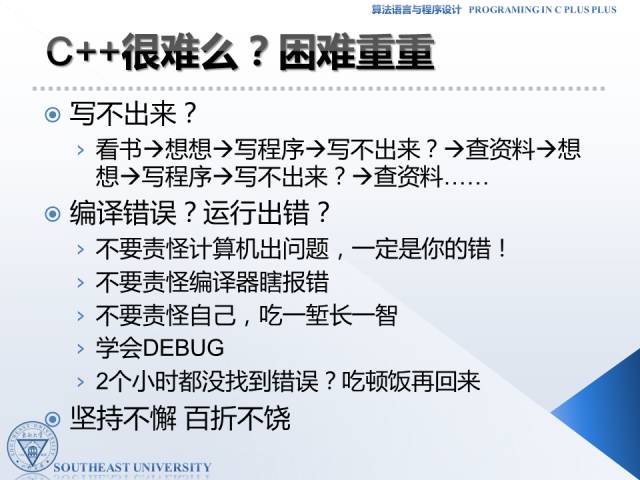 算法语言与程序设计 PROGRAMING IN C PLUS PLUS
C++很难么？困难重重
写不出来？
看书→想想→写程序→写不出来？→查资料→想
想→写程序→写不出来？→查资料……
编译错误？运行出错？
不要责怪计算机出问题，一定是你的错！
不要责怪编译器瞎报错
不要责怪自己，吃一堑长一智
学会DEBUG
2个小时都没找到错误？吃顿饭再回来
坚持不懈 百折不饶
SOUTHEAST UNIVERSITY